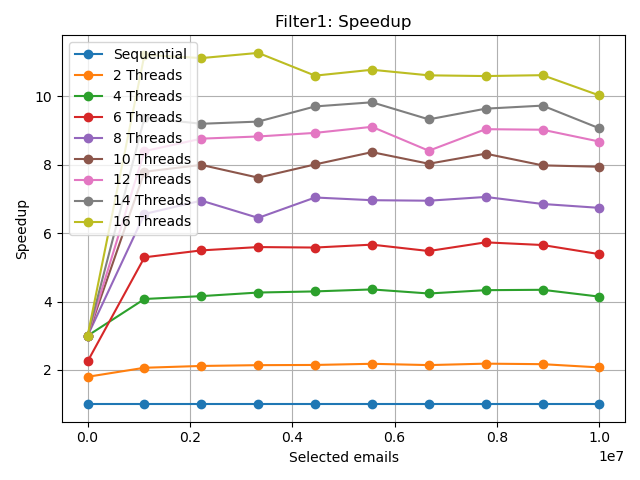 Filter1: Speedup
Sequential
2 Threads
4 Threads
6 Threads
8 Threads
10 Threads
12 Threads
14 Threads
16 Threads
Speedup
10
8
6
4
2
0.0 0.2 0.4 0.6 0.8 1.0
1e7
Selected emails